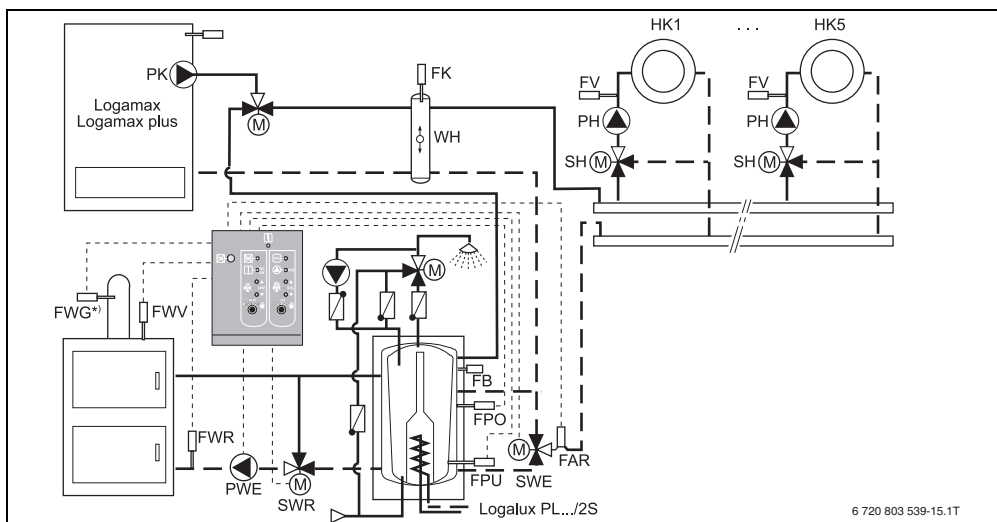 HK1
. . .
HK5
PK
FK
FV
FV
Logamax
Logamax plus
M
WH
PH
PH
SH
M
SH
M
M
FWG*)
FWV
FB
FPO
FWR
M
FAR
PWE
M
SWR
FPU
SWE
Logalux PL.../2S
6 720 803 539-15.1T